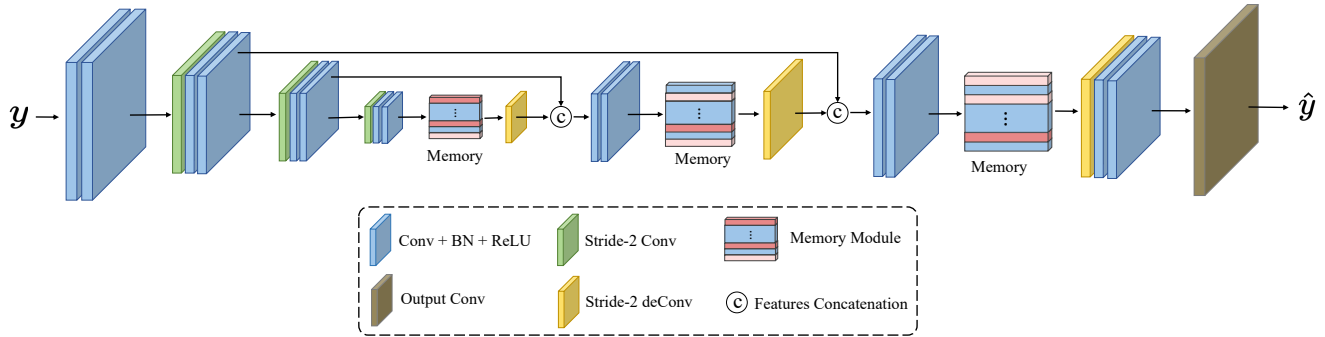 y
C
C
ŷ
Memory
Memory
Memory
Conv + BN + ReLU
Stride-2 Conv
Memory Module
Output Conv
Stride-2 deConv
C
Features Concatenation